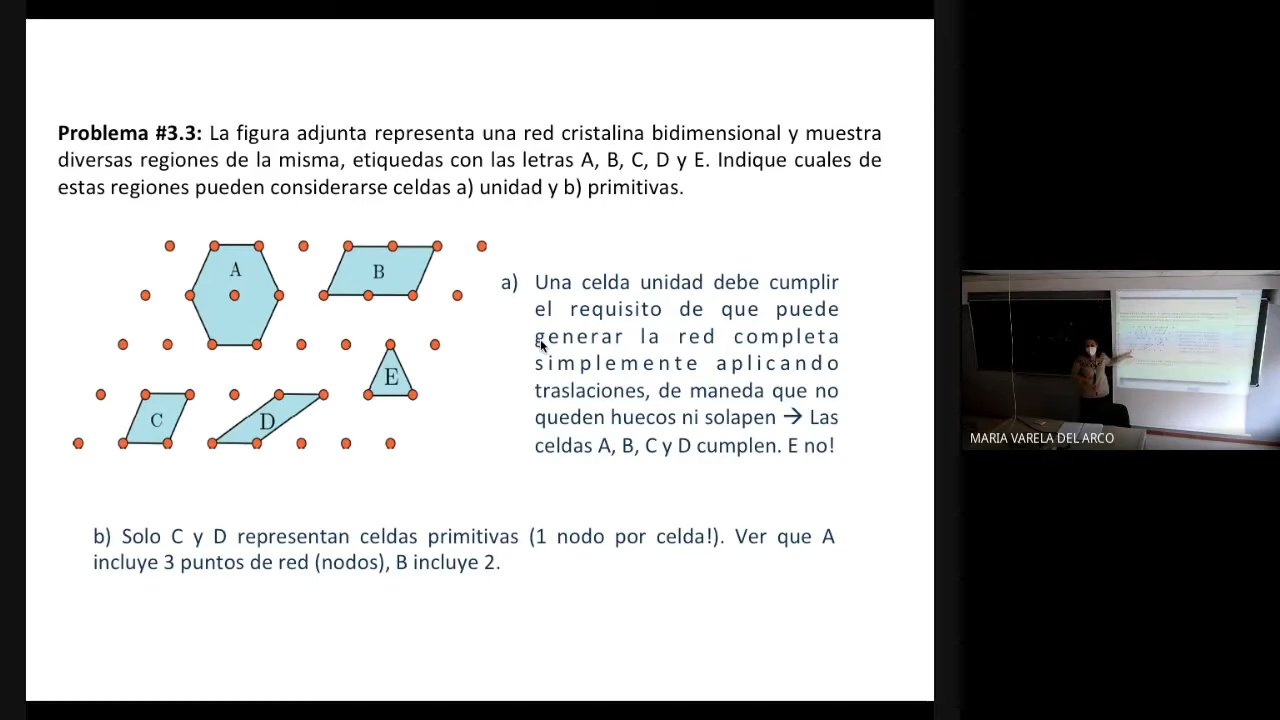 Problema #3.3: La figura adjunta representa una red cristalina bidimensional y muestra
diversas regiones de la misma, etiquedas con las letras A, B, C, D y E. Indique cuales de
estas regiones pueden considerarse celdas a) unidad y b) primitivas.
A
B
a) Una celda unidad debe cumplir
el requisito de que puede
generar la red completa
simplemente aplicando
traslaciones, de maneda que no
queden huecos ni solapen → Las
celdas A, B, C y D cumplen. E no!
E
C
D
MARIA VARELA DEL ARCO
b) Solo C y D representan celdas primitivas (1 nodo por celda!). Ver que A
incluye 3 puntos de red (nodos), B incluye 2.